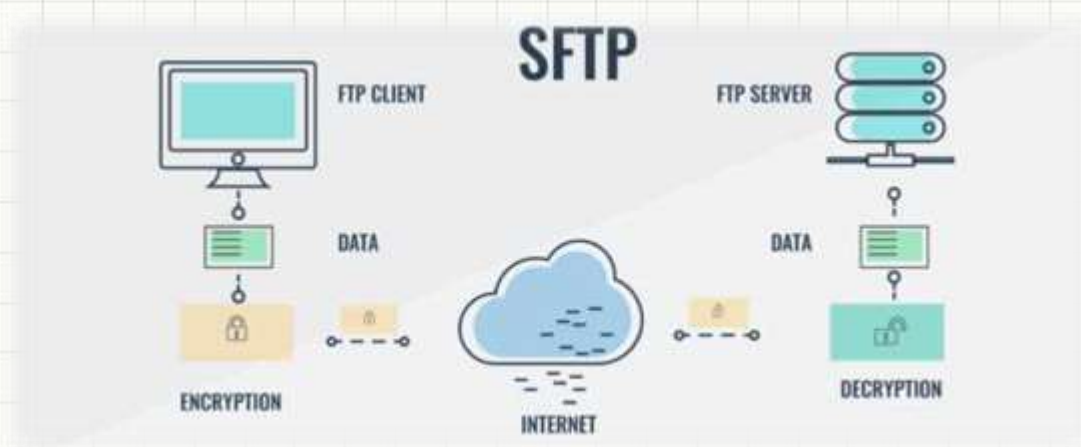 SFTP
FTP CLIENT
FTP SERVER
DATA
DATA
ENCRYPTION
INTERNET
DECRYPTION